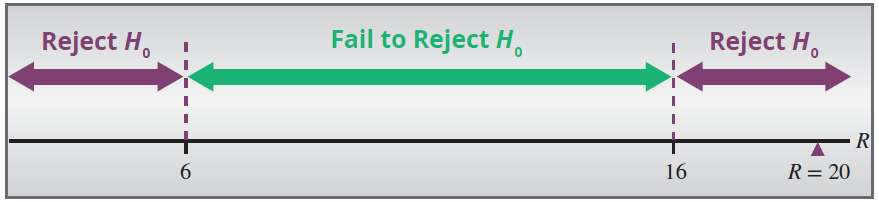 Reject H₀ Fail to Reject H₀ Reject H₀
R
6 16 R = 20